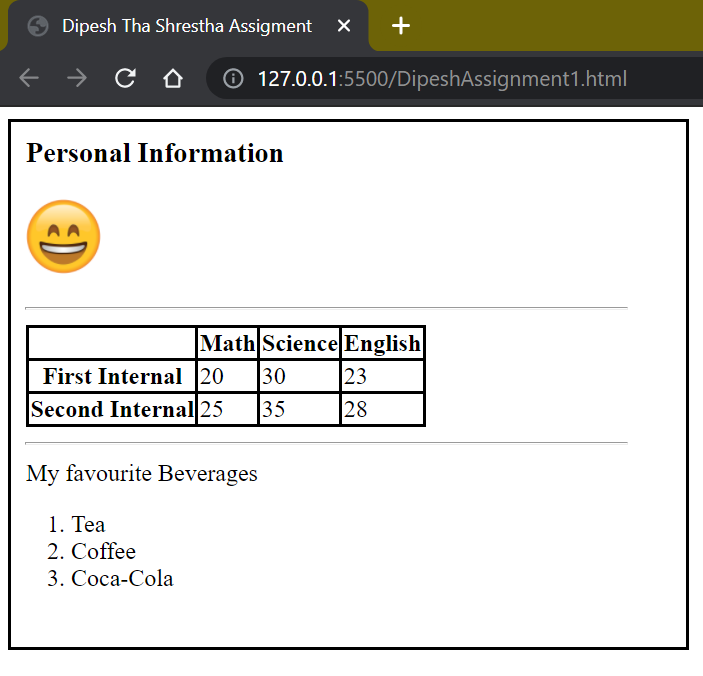 Dipesh Tha Shrestha Assigment
127.0.0.1:5500/DipeshAssignment1.html
Personal Information
Math Science English
First Internal 20 30 23
Second Internal 25 35 28
My favourite Beverages
1. Tea
2. Coffee
3. Coca-Cola